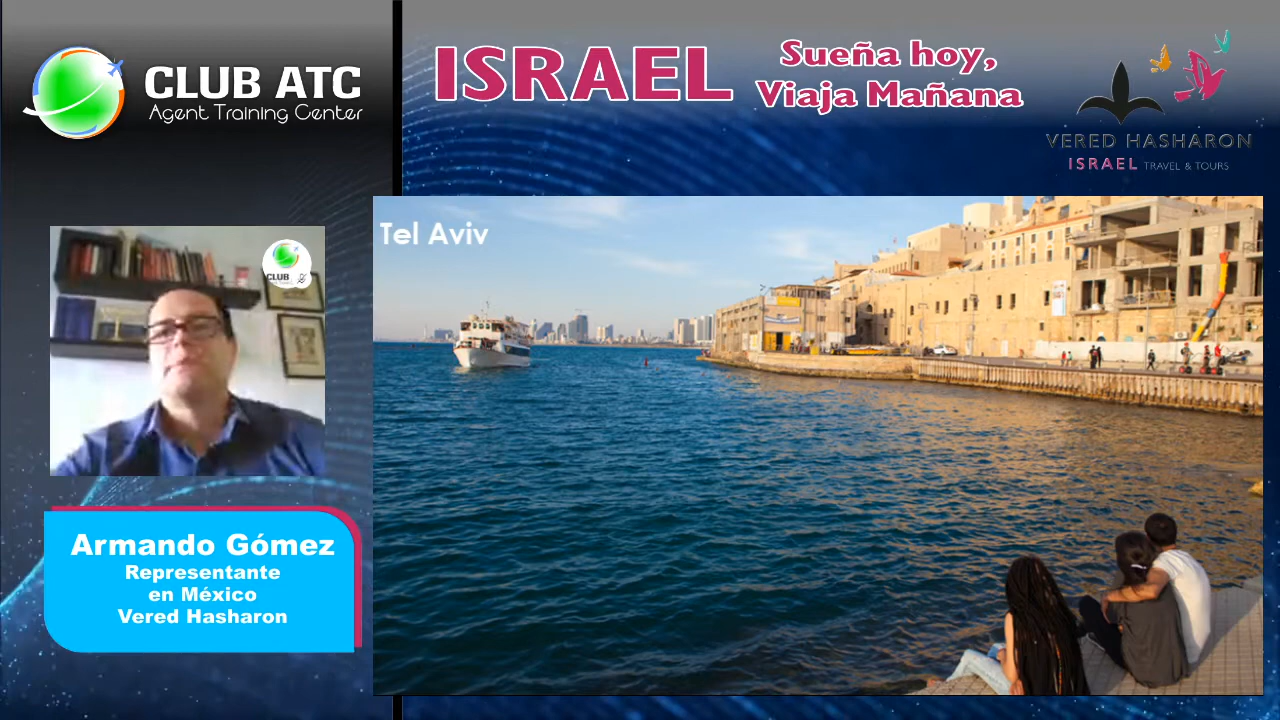 CLUB ATC
Agent Training Center
ISRAEL
Sueña hoy,
Viaja Mañana
VERED HASHARON
ISRAEL TRAVEL & TOURS
Tel Aviv
CLUB
Armando Gómez
Representante
en México
Vered Hasharon